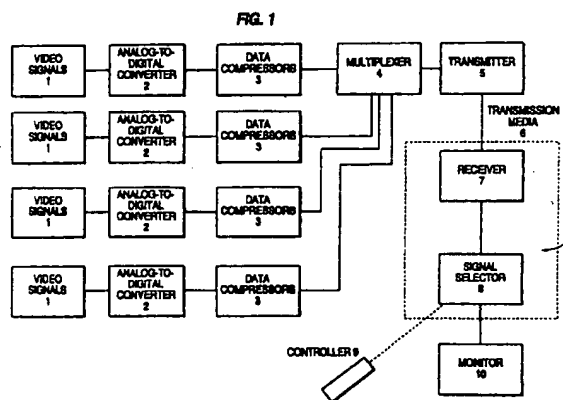 FIG. 1
VIDEO
SIGNALS
1
ANALOG-TO-
DIGITAL
CONVERTER
2
DATA
COMPRESSORS
3
MULTIPLEXER
4
TRANSMITTER
5
VIDEO
SIGNALS
1
ANALOG-TO-
DIGITAL
CONVERTER
2
DATA
COMPRESSORS
3
TRANSMISSION
MEDIA
6
VIDEO
SIGNALS
1
ANALOG-TO-
DIGITAL
CONVERTER
2
DATA
COMPRESSORS
3
RECEIVER
7
VIDEO
SIGNALS
1
ANALOG-TO-
DIGITAL
CONVERTER
2
DATA
COMPRESSORS
3
SIGNAL
SELECTOR
8
CONTROLLER 9
MONITOR
10